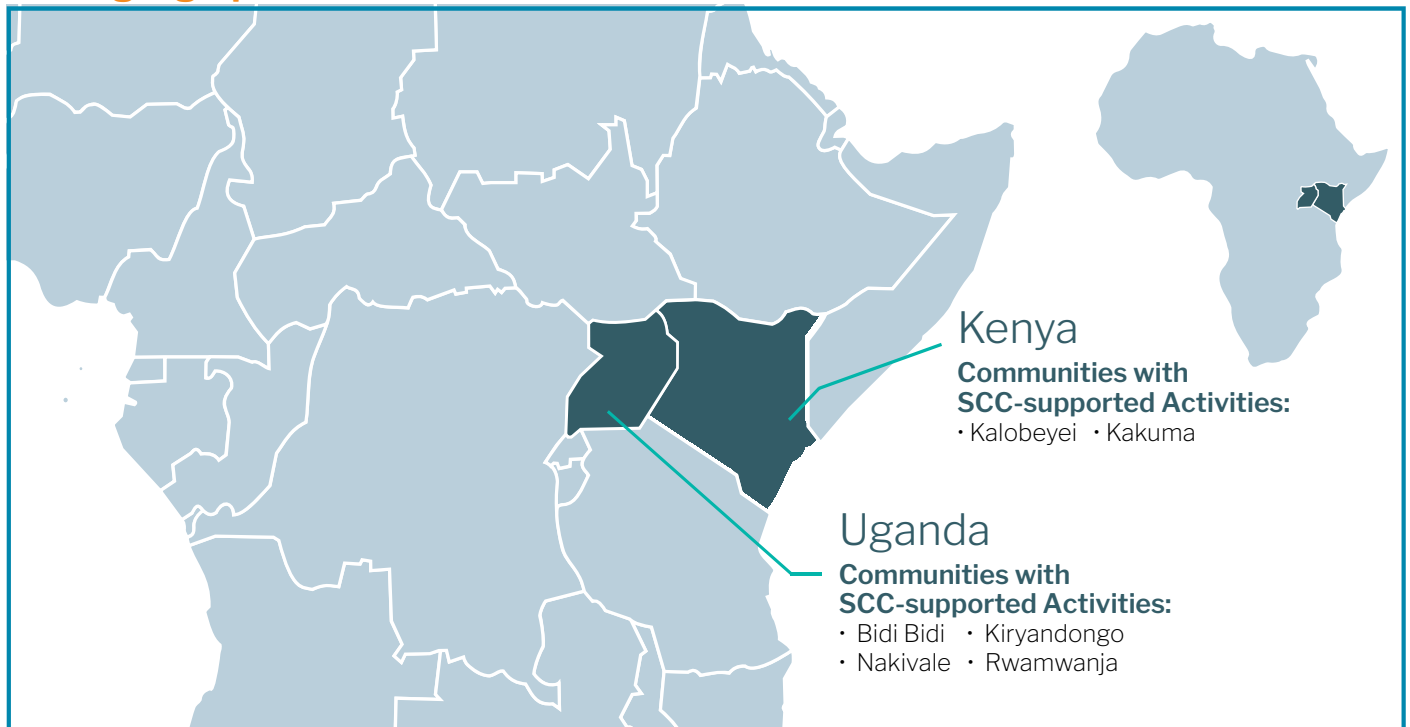 Kenya
Communities with
SCC-supported Activities:
· Kalobeyei · Kakuma
Uganda
Communities with
SCC-supported Activities:
· Bidi Bidi · Kiryandongo
· Nakivale · Rwamwanja